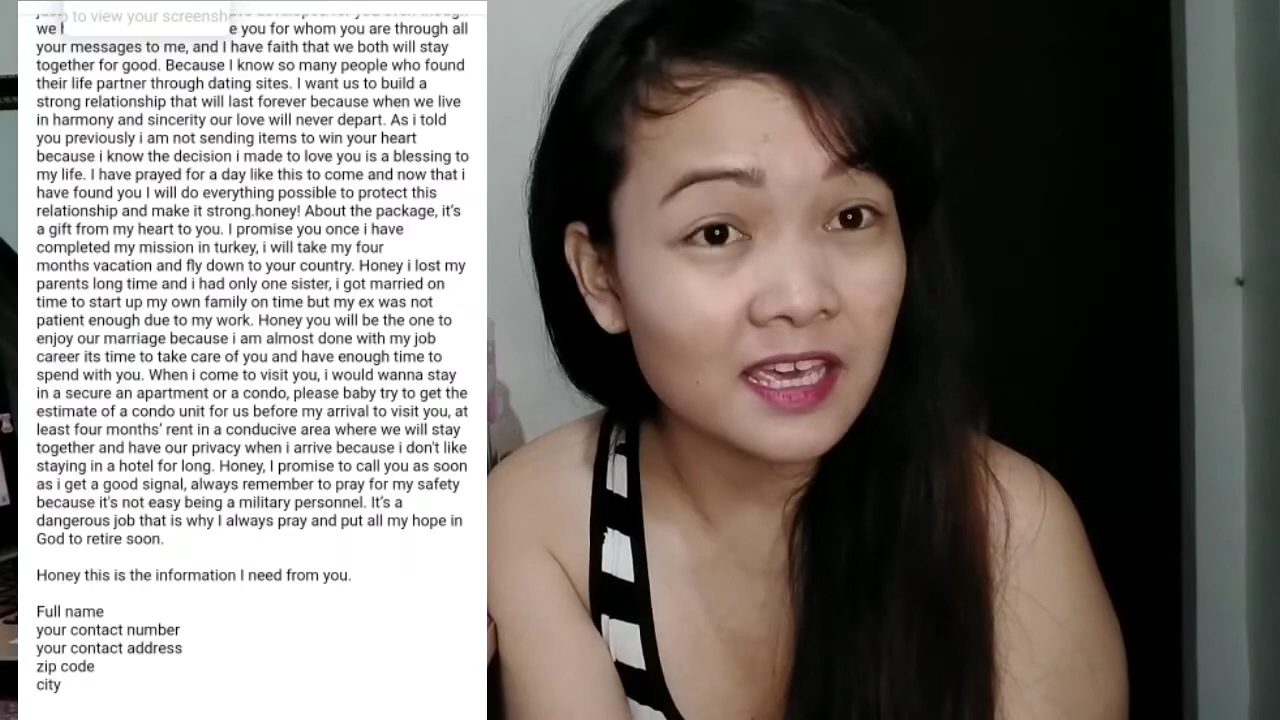 to view your screensh
we h
e you for whom you are through all
your messages to me, and I have faith that we both will stay
together for good. Because I know so many people who found
their life partner through dating sites. I want us to build a
strong relationship that will last forever because when we live
in harmony and sincerity our love will never depart. As i told
you previously i am not sending items to win your heart
because i know the decision i made to love you is a blessing to
my life. I have prayed for a day like this to come and now that i
have found you I will do everything possible to protect this
relationship and make it strong.honey! About the package, it's
a gift from my heart to you. I promise you once i have
completed my mission in turkey, i will take my four
months vacation and fly down to your country. Honey i lost my
parents long time and i had only one sister, i got married on
time to start up my own family on time but my ex was not
patient enough due to my work. Honey you will be the one to
enjoy our marriage because i am almost done with my job
career its time to take care of you and have enough time to
spend with you. When i come to visit you, i would wanna stay
in a secure an apartment or a condo, please baby try to get the
estimate of a condo unit for us before my arrival to visit you, at
least four months' rent in a conducive area where we will stay
together and have our privacy when i arrive because i don't like
staying in a hotel for long. Honey, I promise to call you as soon
as i get a good signal, always remember to pray for my safety
because it's not easy being a military personnel. It's a
dangerous job that is why I always pray and put all my hope in
God to retire soon.
Honey this is the information I need from you.
Full name
your contact number
your contact address
zip code
city